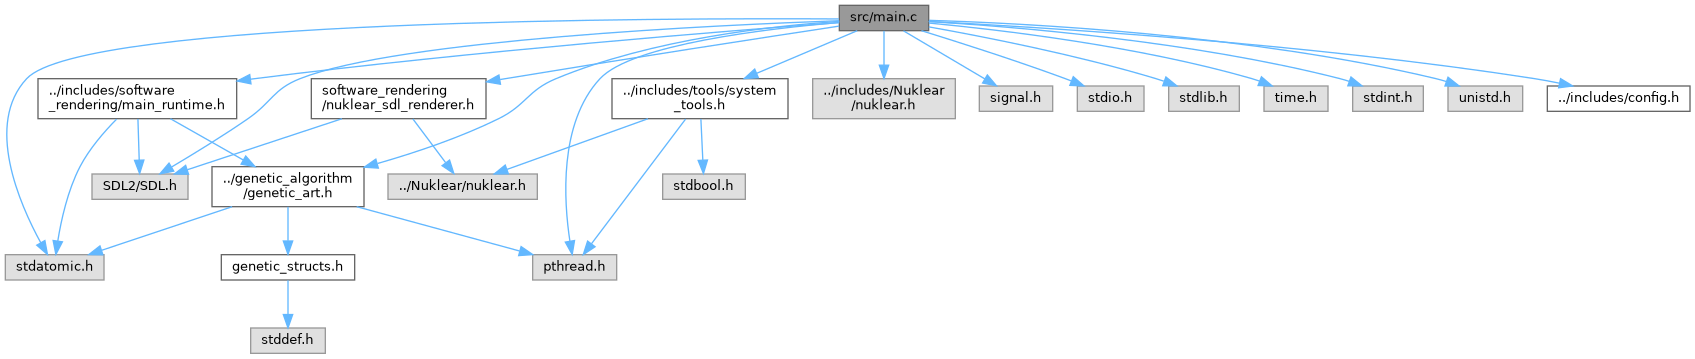 src/main.c
../includes/software
_rendering/main_runtime.h
software_rendering
/nuklear_sdl_renderer.h
../includes/tools/system
_tools.h
../includes/Nuklear
/nuklear.h
signal.h
stdio.h
stdlib.h
time.h
stdint.h
unistd.h
../includes/config.h
SDL2/SDL.h
../genetic_algorithm
/genetic_art.h
../Nuklear/nuklear.h
stdbool.h
stdatomic.h
genetic_structs.h
pthread.h
stddef.h